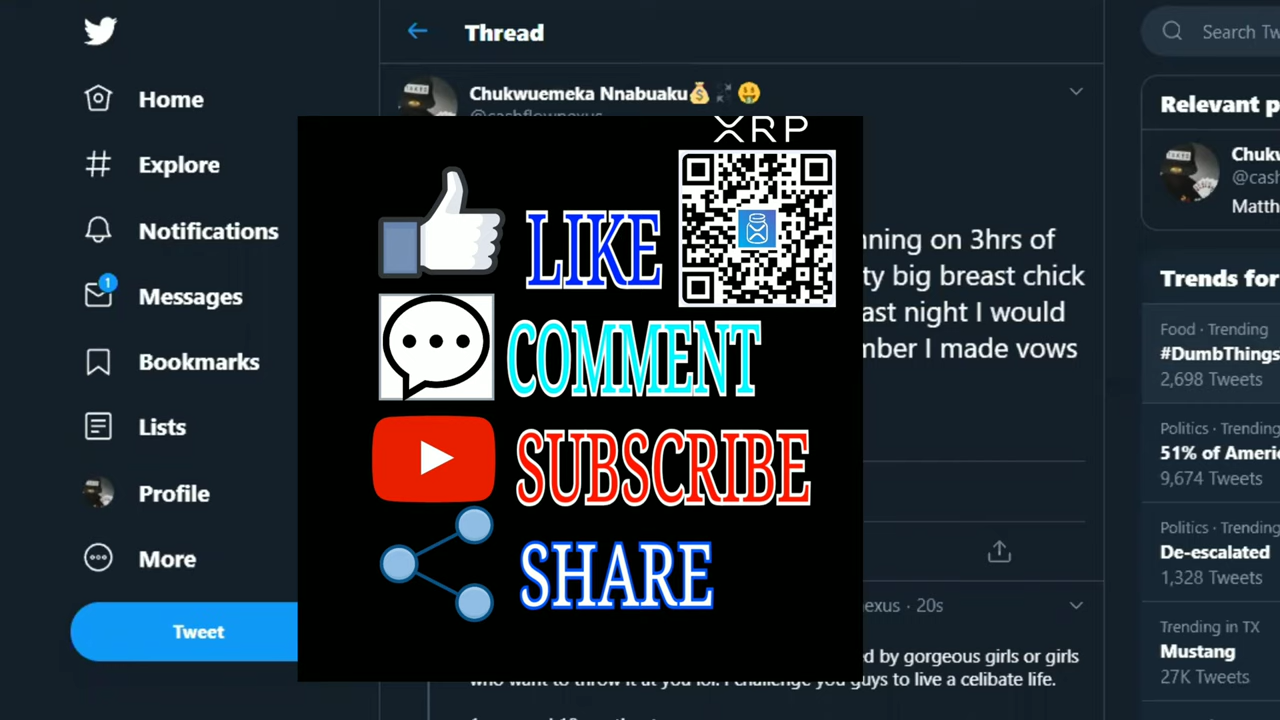 Home
Explore
Notifications
1
Messages
Bookmarks
Lists
Profile
More
Tweet
Thread
Chukwuemeka Nnabuaku
@cashflownexus
nning on 3hrs of
ty big breast chick
ast night I would
mber I made vows
XRP
LIKE
COMMENT
SUBSCRIBE
SHARE
exus · 20s
d by gorgeous girls or girls
who want to throw it at you lol. I challenge you guys to live a celibate life.
Search Tw
Relevant p
Chukw
@cash
Matth
Trends for
Food · Trending
#DumbThings
2,698 Tweets
Politics · Trending
51% of Ameri
9,674 Tweets
Politics · Trending
De-escalated
1,328 Tweets
Trending in TX
Mustang
27K Tweets